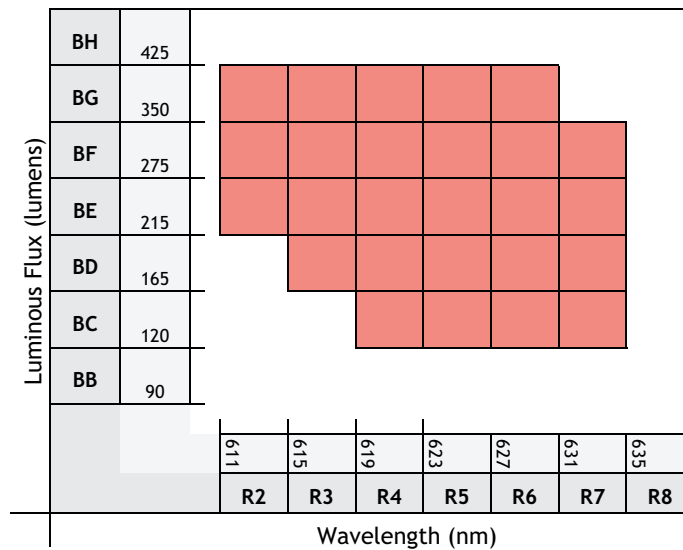 Luminous Flux (lumens)
BH 425
BG 350
BF 275
BE 215
BD 165
BC 120
BB 90
611 615 619 623 627 631 635
R2 R3 R4 R5 R6 R7 R8
Wavelength (nm)